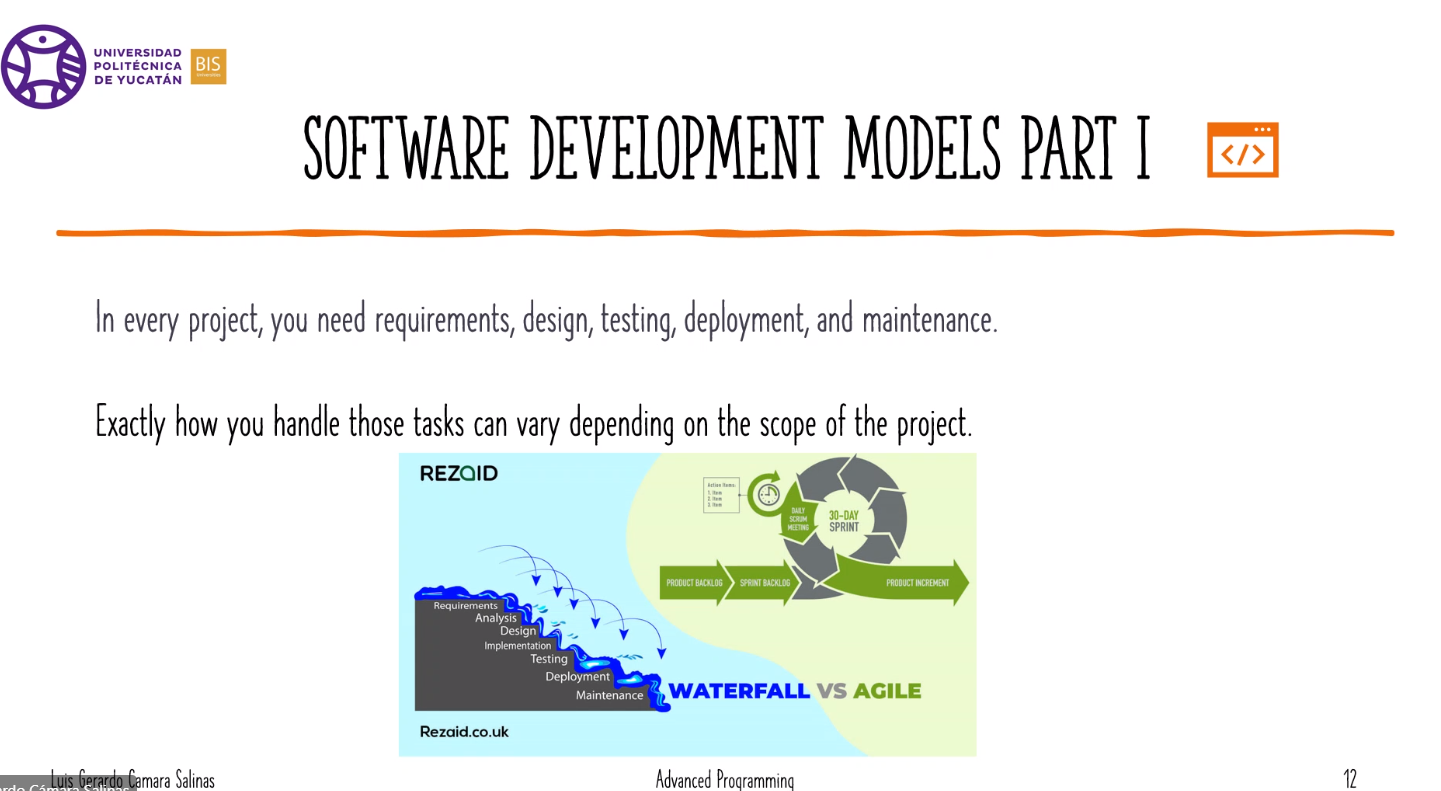 UNIVERSIDAD
POLITÉCNICA
DE YUCATÁN
BIS
SOFTWARE DEVELOPMENT MODELS PART I
</>
In every project, you need requirements, design, testing, deployment, and maintenance.
Exactly how you handle those tasks can vary depending on the scope of the project.
REZAID
Action Items:
1. Item
2. Item
3. Item
DAILY
SCRUM
MEETING
30-DAY
SPRINT
PRODUCT BACKLOG
SPRINT BACKLOG
PRODUCT INCREMENT
Requirements
Analysis
Design
Implementation
Testing
Deployment
Maintenance
WATERFALL VS AGILE
Rezaid.co.uk
Luis Gerardo Camara Salinas
Advanced Programming
12